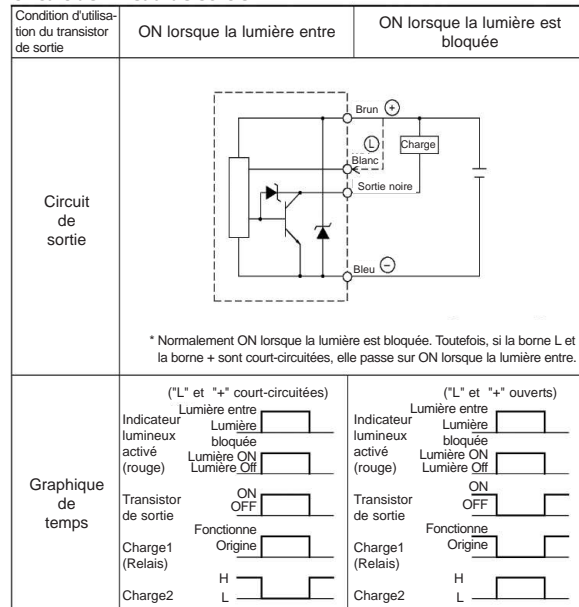 Condition d'utilisa-
tion du transistor
de sortie
ON lorsque la lumière entre
ON lorsque la lumière est
bloquée
Circuit
de
sortie
Brun +
L
Charge
Blanc
Sortie noire
Bleu −
* Normalement ON lorsque la lumière est bloquée. Toutefois, si la borne L et
la borne + sont court-circuitées, elle passe sur ON lorsque la lumière entre.
Graphique
de
temps
("L" et "+" court-circuitées)
Lumière entre
Indicateur
Lumière
lumineux
bloquée
activé
Lumière ON
(rouge)
Lumière Off
Transistor
de sortie
ON
OFF
Fonctionne
Charge1
Origine
(Relais)
H
Charge2
L
("L" et "+" ouverts)
Lumière entre
Indicateur
Lumière
lumineux
bloquée
activé
Lumière ON
(rouge)
Lumière Off
Transistor
de sortie
ON
OFF
Fonctionne
Charge1
Origine
(Relais)
H
Charge2
L